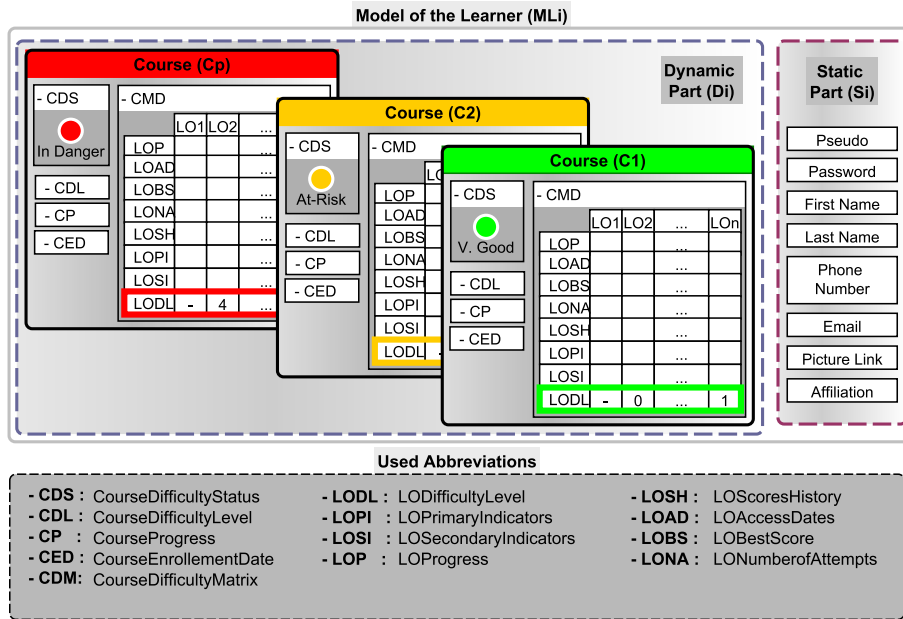 Model of the Learner (MLi)
Course (Cp)
- CDS
In Danger
- CDL
- CP
- CED
- CMD
LO1 LO2 ...
LOP ...
LOAD
LOBS ...
LONA ...
LOSH ...
LOPI ...
LOSI ...
LODL - 4 ...
Course (C2)
- CDS
At-Risk
- CDL
- CP
- CED
- CMD
LOP
LOAD
LOBS
LONA
LOSH
LOPI
LOSI
LODL -
Course (C1)
- CDS
V. Good
- CDL
- CP
- CED
- CMD
LO1 LO2 ... LOn
LOP ...
LOAD ...
LOBS ...
LONA ...
LOSH ...
LOPI ...
LOSI ...
LODL - 0 ... 1
Dynamic
Part (Di)
Static
Part (Si)
Pseudo
Password
First Name
Last Name
Phone
Number
Email
Picture Link
Affiliation
Used Abbreviations
- CDS : CourseDifficultyStatus
- CDL : CourseDifficultyLevel
- CP : CourseProgress
- CED : CourseEnrollementDate
- CDM: CourseDifficultyMatrix
- LODL : LODifficultyLevel
- LOPI : LOPrimaryIndicators
- LOSI : LOSecondaryIndicators
- LOP : LOProgress
- LOSH : LOScoresHistory
- LOAD : LOAccessDates
- LOBS : LOBestScore
- LONA : LONumberofAttempts